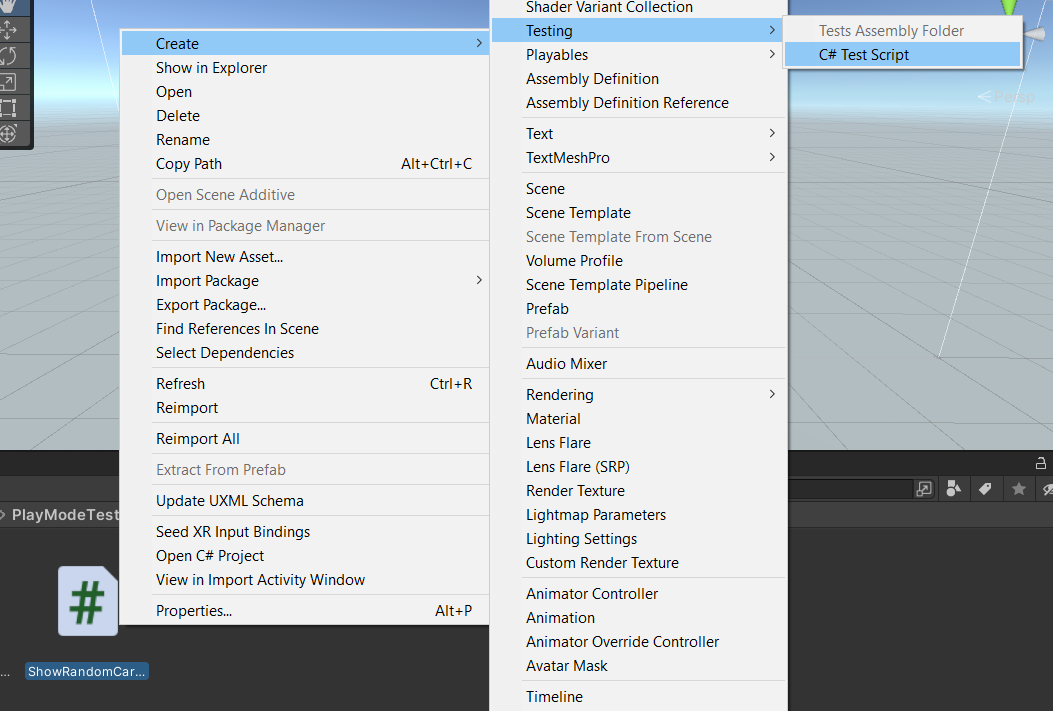 Create
Show in Explorer
Open
Delete
Rename
Copy Path Alt+Ctrl+C
Open Scene Additive
View in Package Manager
Import New Asset...
Import Package
Export Package...
Find References In Scene
Select Dependencies
Refresh Ctrl+R
Reimport
Reimport All
Extract From Prefab
Update UXML Schema
Seed XR Input Bindings
Open C# Project
View in Import Activity Window
Properties... Alt+P
Shader Variant Collection
Testing
Playables
Assembly Definition
Assembly Definition Reference
Text
TextMeshPro
Scene
Scene Template
Scene Template From Scene
Volume Profile
Scene Template Pipeline
Prefab
Prefab Variant
Audio Mixer
Rendering
Material
Lens Flare
Lens Flare (SRP)
Render Texture
Lightmap Parameters
Lighting Settings
Custom Render Texture
Animator Controller
Animation
Animator Override Controller
Avatar Mask
Timeline
Tests Assembly Folder
C# Test Script
Persp
PlayModeTest
...
ShowRandomCar...